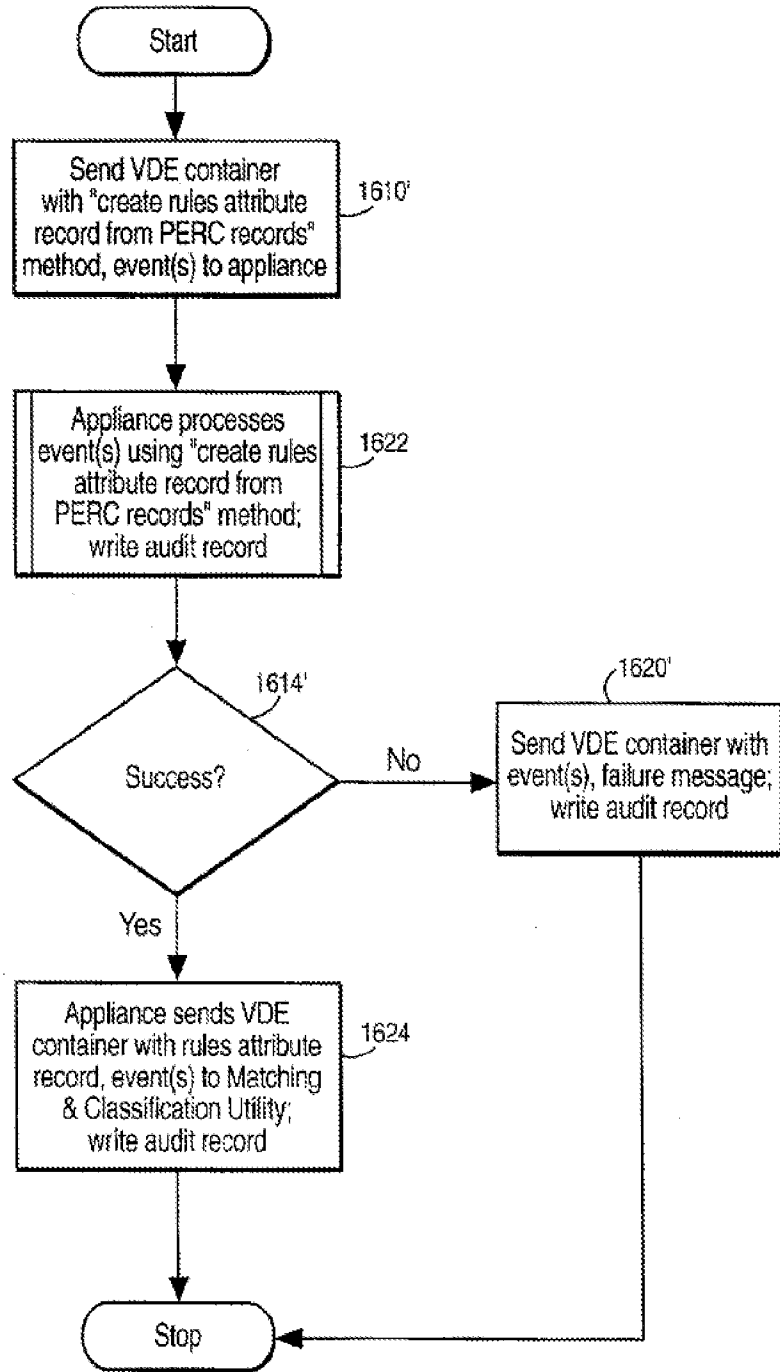 Start
Send VDE container
with "create rules attribute
record from PERC records"
method, event(s) to appliance
1610'
Appliance processes
event(s) using "create rules
attribute record from
PERC records" method;
write audit record
1622
1614'
Success?
No
1620'
Send VDE container with
event(s), failure message;
write audit record
Yes
Appliance sends VDE
container with rules attribute
record, event(s) to Matching
& Classification Utility;
write audit record
1624
Stop